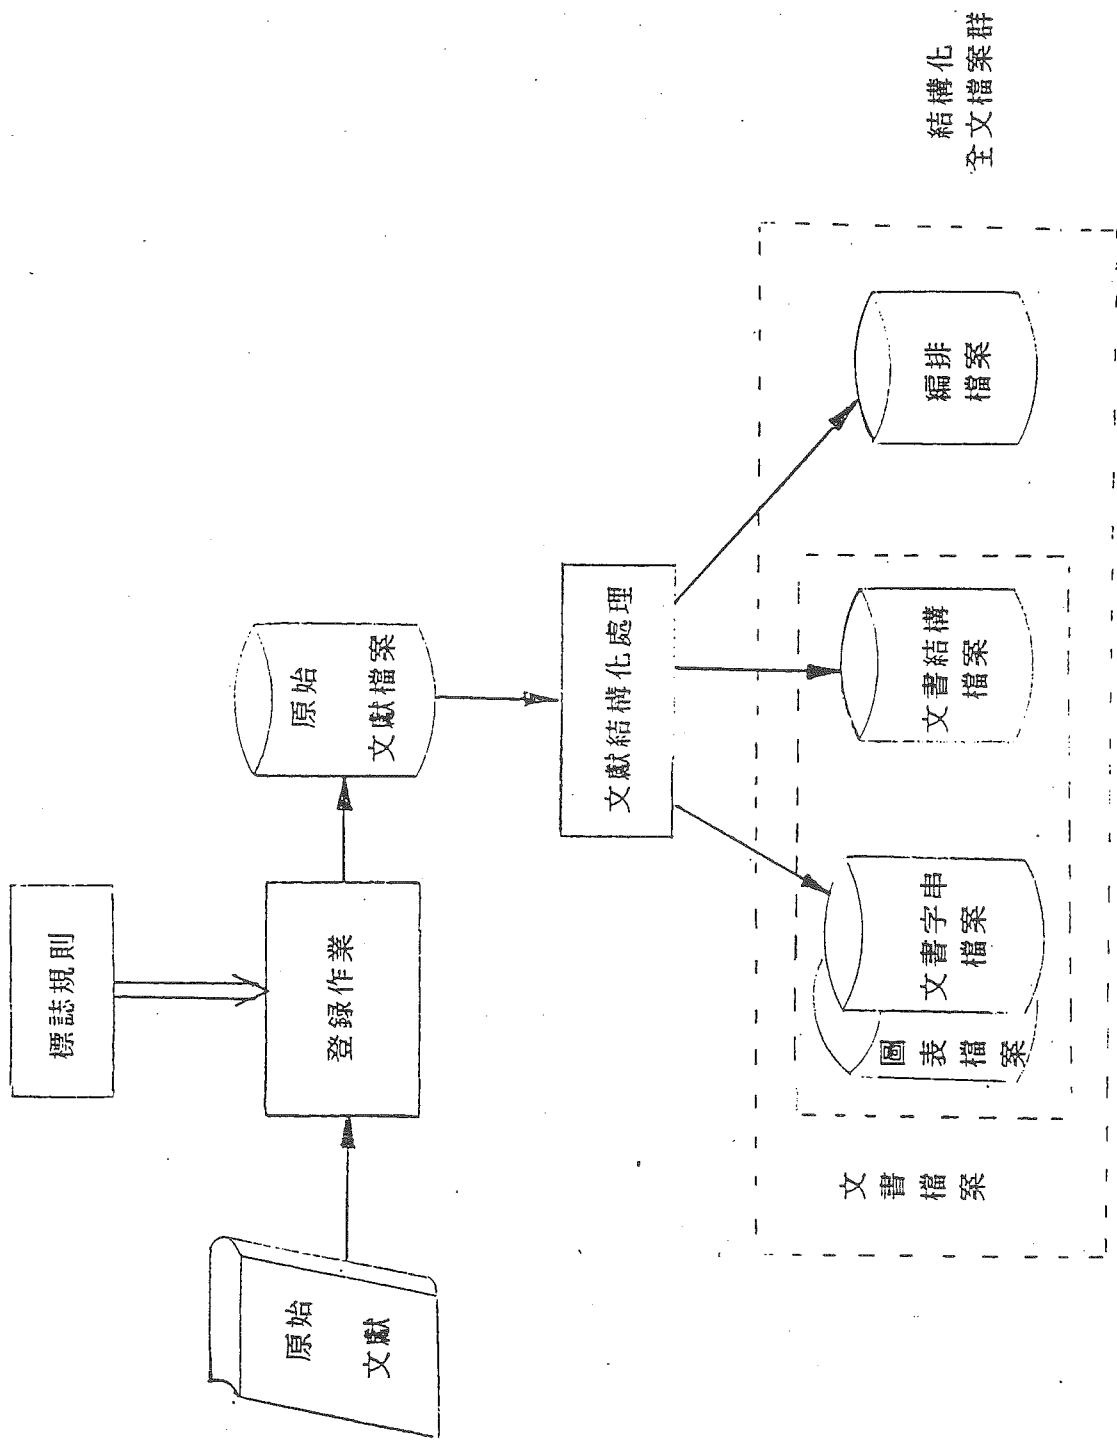 標誌規則
原始
文獻
登録作業
原始
文獻檔案
文獻結構化處理
文書檔案
圖表檔案
文書字串
檔案
文書結構
檔案
編排
檔案
結構化
全文檔案群